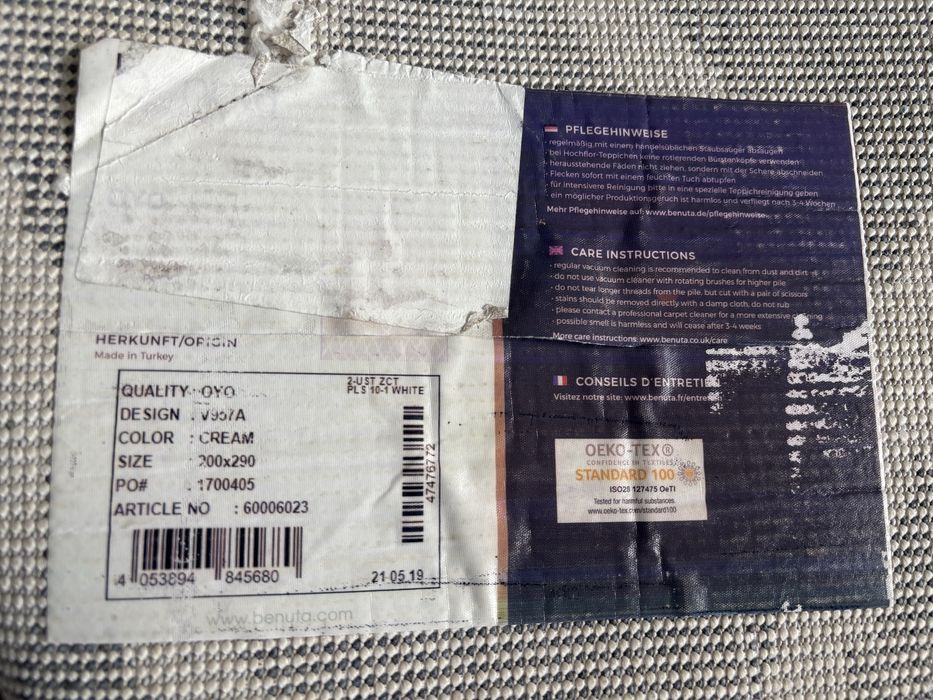 HERKUNFT/ORIGIN
Made in Turkey
2-UST ZCT
PLS 10-1 WHITE
QUALITY : OYO
DESIGN : V957A
COLOR : CREAM
SIZE : 200x290
PO# : 1700405
ARTICLE NO : 60006023
47476772
4 053894 845680
21 05 19
www.benuta.com
PFLEGEHINWEISE
- regelmäßig mit einem handelsüblichen Staubsauger absaugen
- bei Hochflor-Teppichen keine rotierenden Bürstenköpfe verwenden
- herausstehende Fäden nicht ziehen, sondern mit der Schere abschneiden
- Flecken sofort mit einem feuchten Tuch abtupfen
- für intensivere Reinigung bitte in eine spezielle Teppichreinigung geben
- ein möglicher Produktionsgeruch ist harmlos und verfliegt nach 3-4 Wochen
Mehr Pflegehinweise auf: www.benuta.de/pflegehinweise
CARE INSTRUCTIONS
- regular vacuum cleaning is recommended to clean from dust and dirt
- do not use vacuum cleaner with rotating brushes for higher pile
- do not tear longer threads from the pile, but cut with a pair of scissors
- stains should be removed directly with a damp cloth, do not rub
- please contact a professional carpet cleaner for a more extensive
- possible smell is harmless and will cease after 3-4 weeks
More care instructions: www.benuta.co.uk/care
CONSEILS D'ENTRETIEN
Visitez notre site: www.benuta.fr/entretien
OEKO-TEX®
CONFIDENCE IN TEXTILES
STANDARD 100
127475 OeTI
Tested for harmful substances.
www.oeko-tex.com/standard100